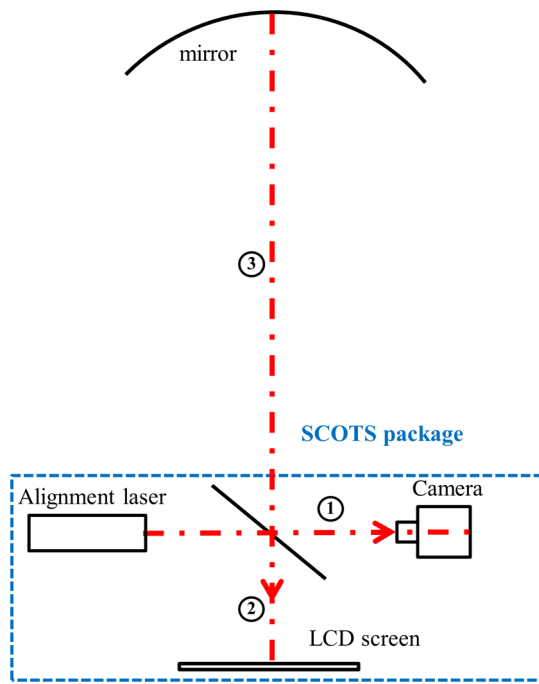 mirror
3
SCOTS package
Alignment laser
Camera
1
2
LCD screen